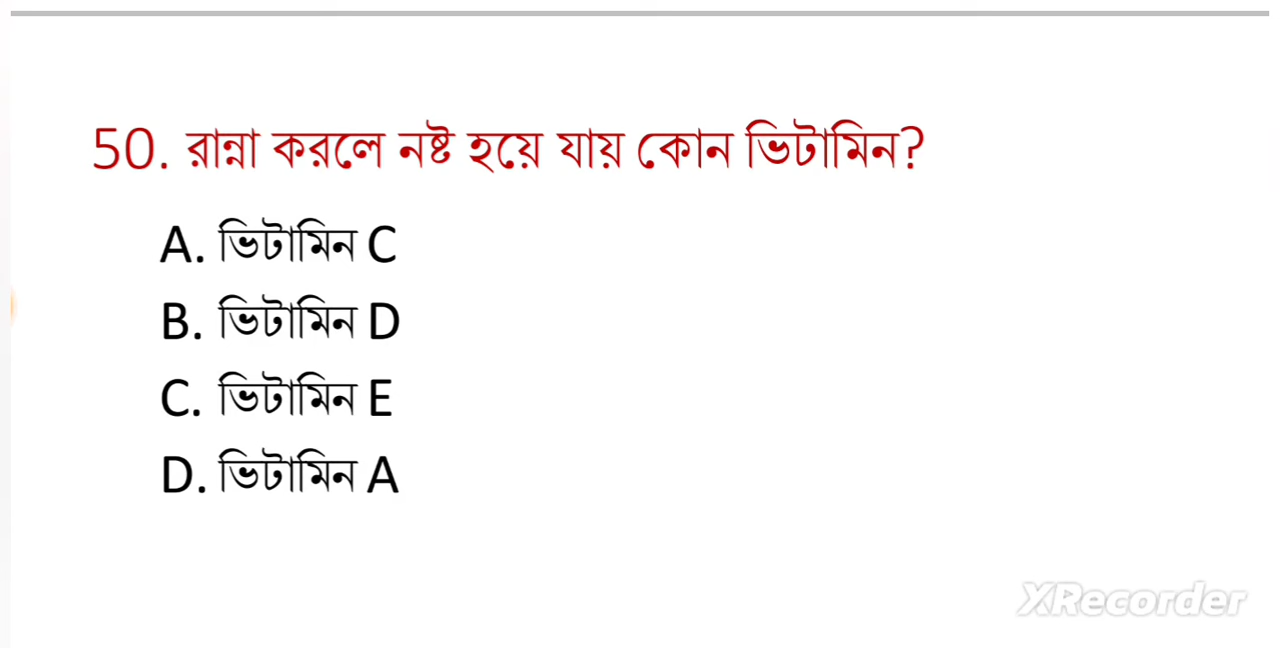 50. রান্না করলে নষ্ট হয়ে যায় কোন ভিটামিন?
A. ভিটামিন C
B. ভিটামিন D
C. ভিটামিন E
D. ভিটামিন A
XRecorder